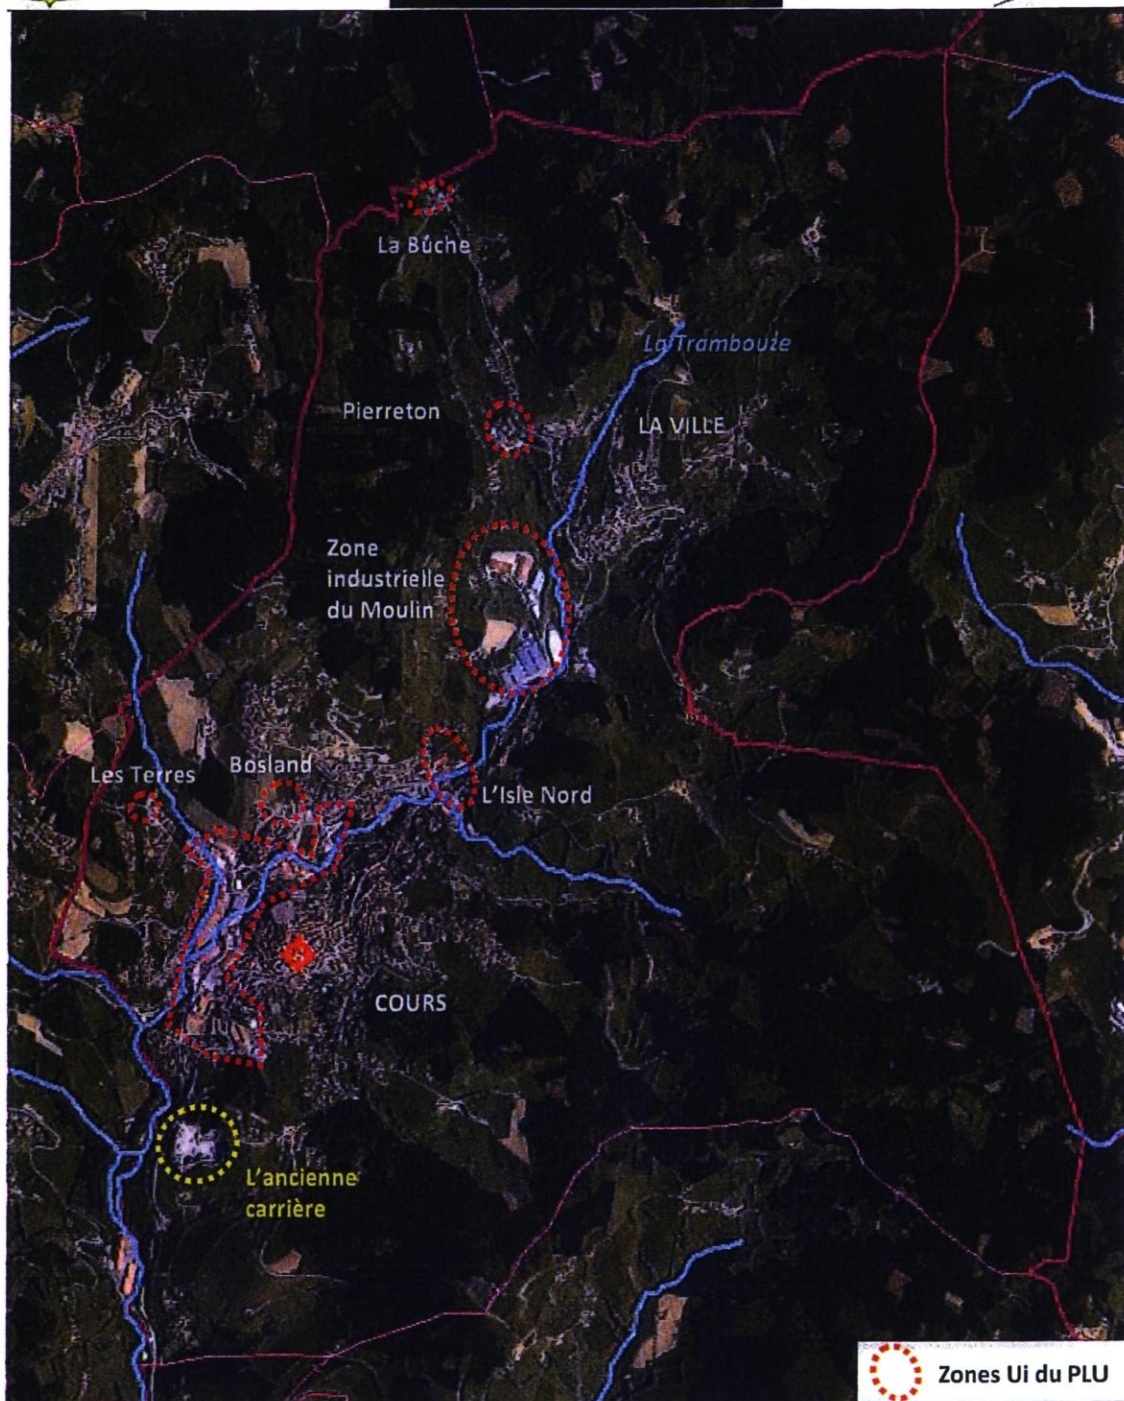 La Bûche
La Trambouze
Pierreton
LA VILLE
Zone
industrielle
du Moulin
Les Terres
Bosland
L'Isle Nord
COURS
L'ancienne
carrière
Zones Ui du PLU